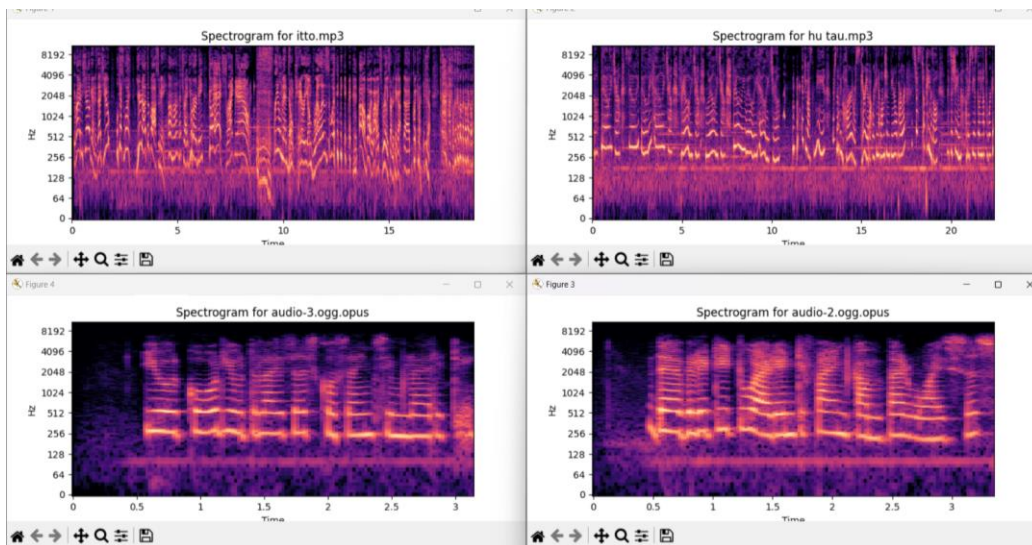 Spectrogram for itto.mp3
8192
4096
2048
1024
512
256
128
64
0
Hz
0 5 10 15
Time
Spectrogram for hu tau.mp3
8192
4096
2048
1024
512
256
128
64
0
Hz
0 5 10 15 20
Time
Figure 4
Spectrogram for audio-3.ogg.opus
8192
4096
2048
1024
512
256
128
64
0
Hz
0 0.5 1 1.5 2 2.5 3
Time
Figure 3
Spectrogram for audio-2.ogg.opus
8192
4096
2048
1024
512
256
128
64
0
Hz
0 0.5 1 1.5 2 2.5 3
Time